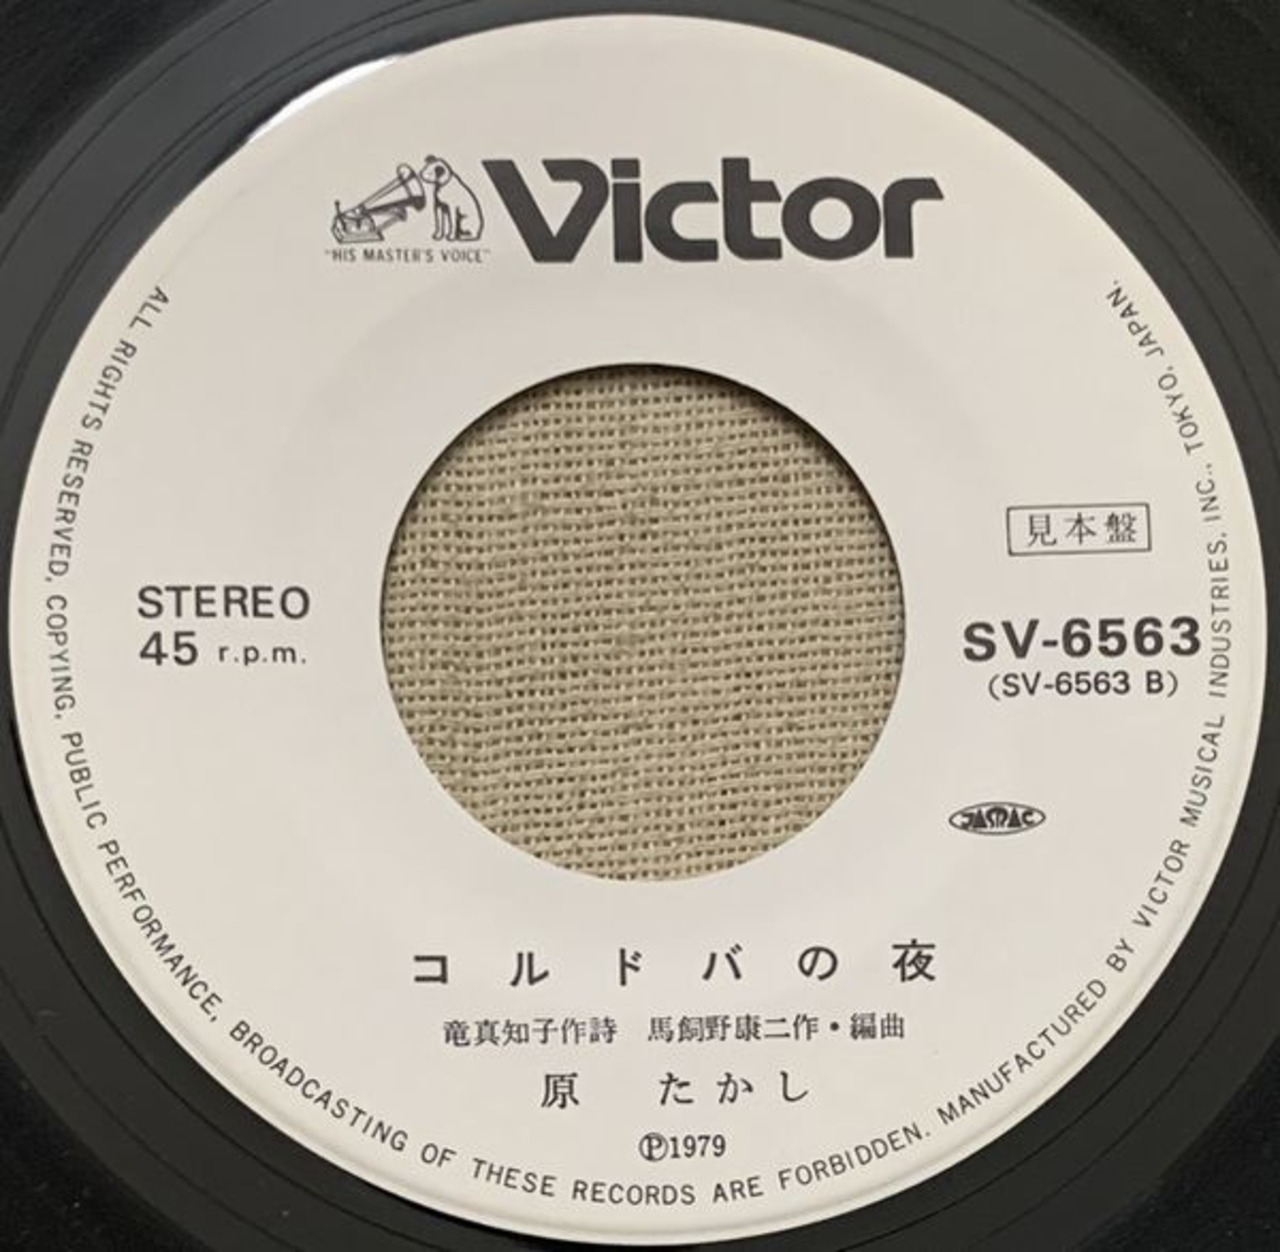 "HIS MASTER'S VOICE"
Victor
見本盤
STEREO
45 r.p.m.
SV-6563
(SV-6563 B)
JASRAC
コルドバの夜
竜真知子作詩 馬飼野康二作・編曲
原 たかし
Ⓟ1979
ALL RIGHTS RESERVED, COPYING, PUBLIC PERFORMANCE, BROADCASTING OF THESE RECORDS ARE FORBIDDEN. MANUFACTURED BY VICTOR MUSICAL INDUSTRIES, INC., TOKYO, JAPAN.